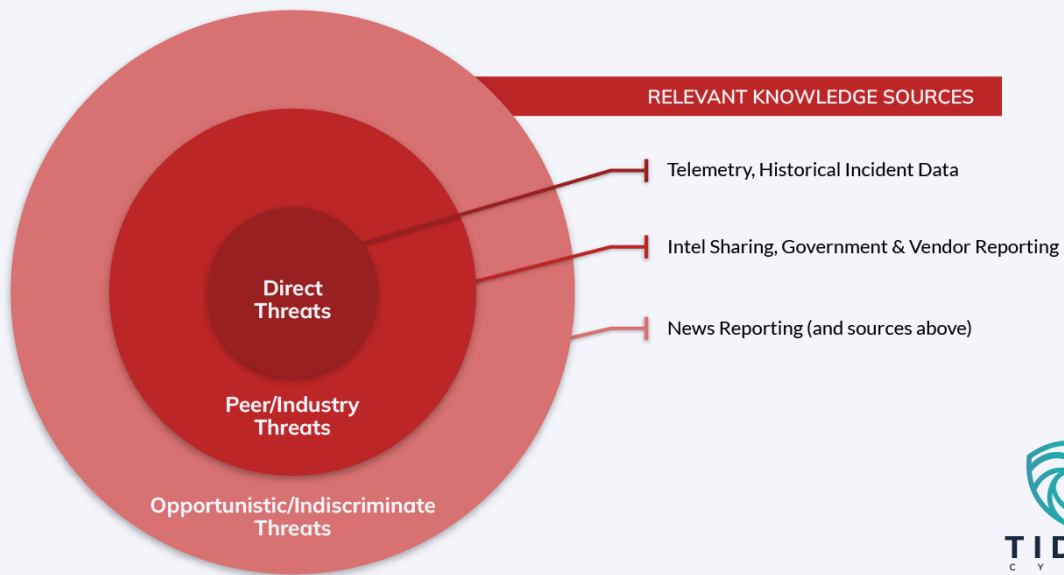 RELEVANT KNOWLEDGE SOURCES
Telemetry, Historical Incident Data
Intel Sharing, Government & Vendor Reporting
News Reporting (and sources above)
Direct
Threats
Peer/Industry
Threats
Opportunistic/Indiscriminate
Threats